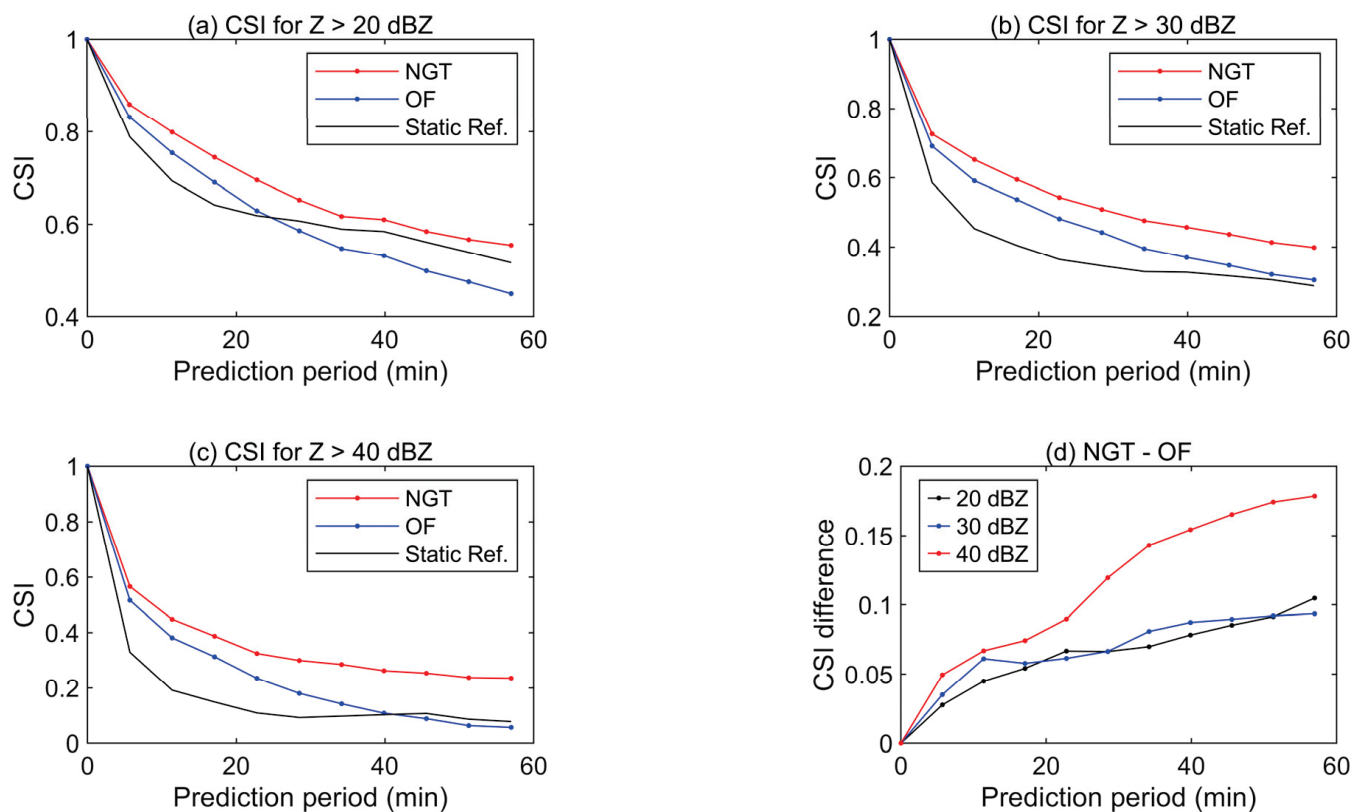 (a) CSI for Z > 20 dBZ
1
0.8
0.6
0.4
CSI
NGT
OF
Static Ref.
0
20
40
60
Prediction period (min)
(b) CSI for Z > 30 dBZ
1
0.8
0.6
0.4
0.2
CSI
NGT
OF
Static Ref.
0
20
40
60
Prediction period (min)
(c) CSI for Z > 40 dBZ
1
0.8
0.6
0.4
0.2
0
CSI
NGT
OF
Static Ref.
0
20
40
60
Prediction period (min)
(d) NGT - OF
0.2
0.15
0.1
0.05
0
CSI difference
20 dBZ
30 dBZ
40 dBZ
0
20
40
60
Prediction period (min)